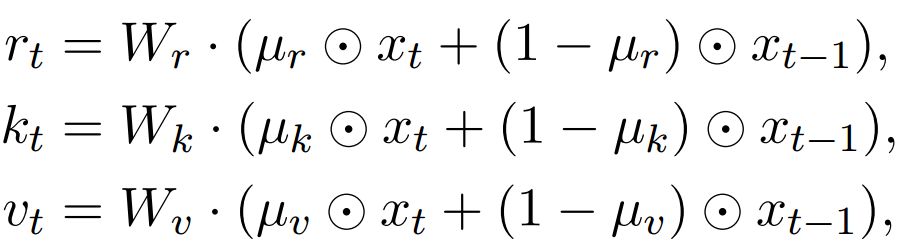 r_t = W_r · (μ_r ⊙ x_t + (1 − μ_r) ⊙ x_{t−1}),
k_t = W_k · (μ_k ⊙ x_t + (1 − μ_k) ⊙ x_{t−1}),
v_t = W_v · (μ_v ⊙ x_t + (1 − μ_v) ⊙ x_{t−1}),